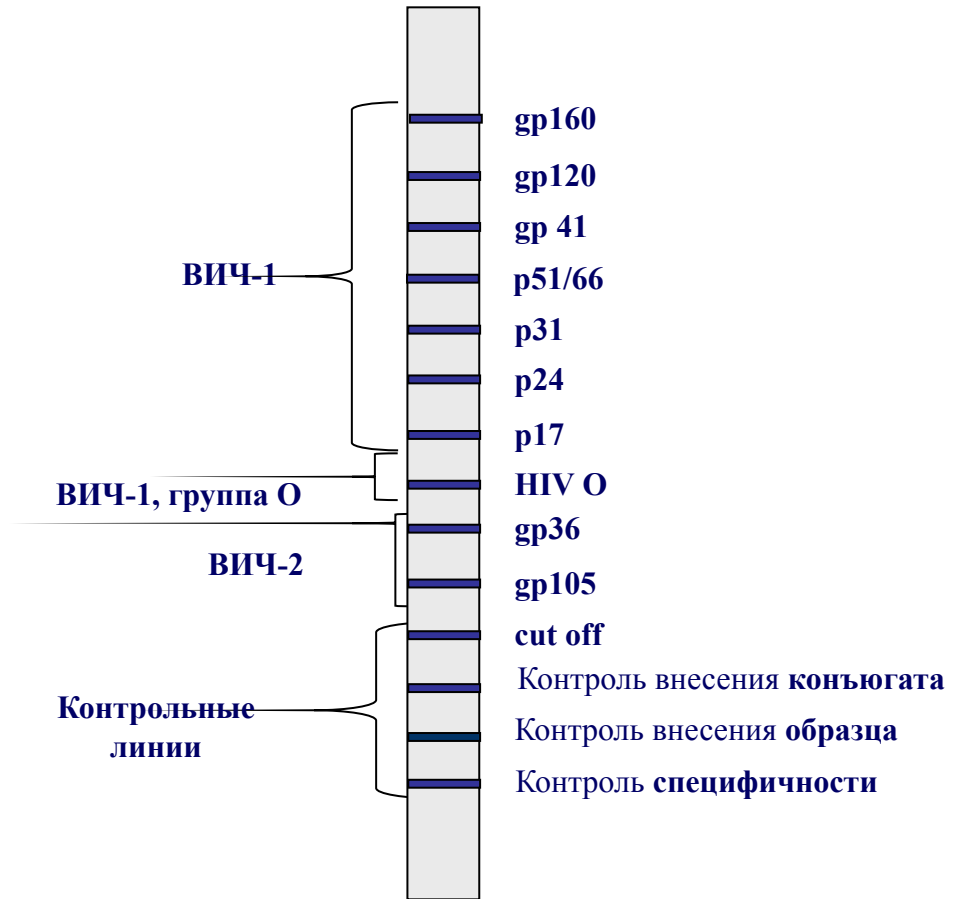 gp160
gp120
gp 41
ВИЧ-1
p51/66
p31
p24
p17
HIV O
ВИЧ-1, группа О
gp36
ВИЧ-2
gp105
cut off
Контроль внесения конъюгата
Контрольные
линии
Контроль внесения образца
Контроль специфичности